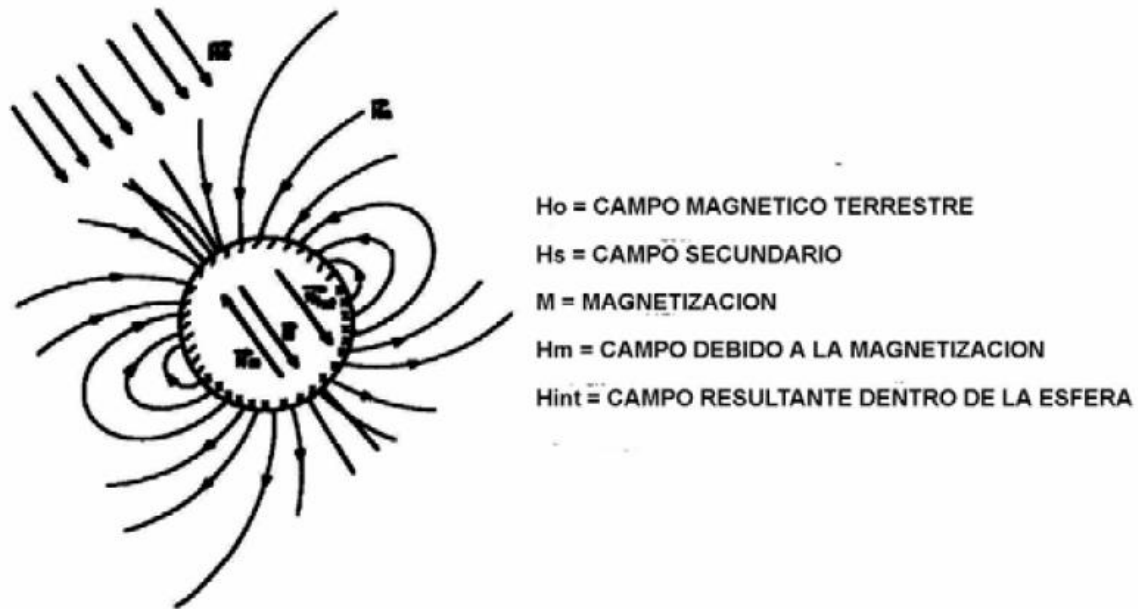 Ho = CAMPO MAGNETICO TERRESTRE
Hs = CAMPO SECUNDARIO
M = MAGNETIZACION
Hm = CAMPO DEBIDO A LA MAGNETIZACION
Hint = CAMPO RESULTANTE DENTRO DE LA ESFERA